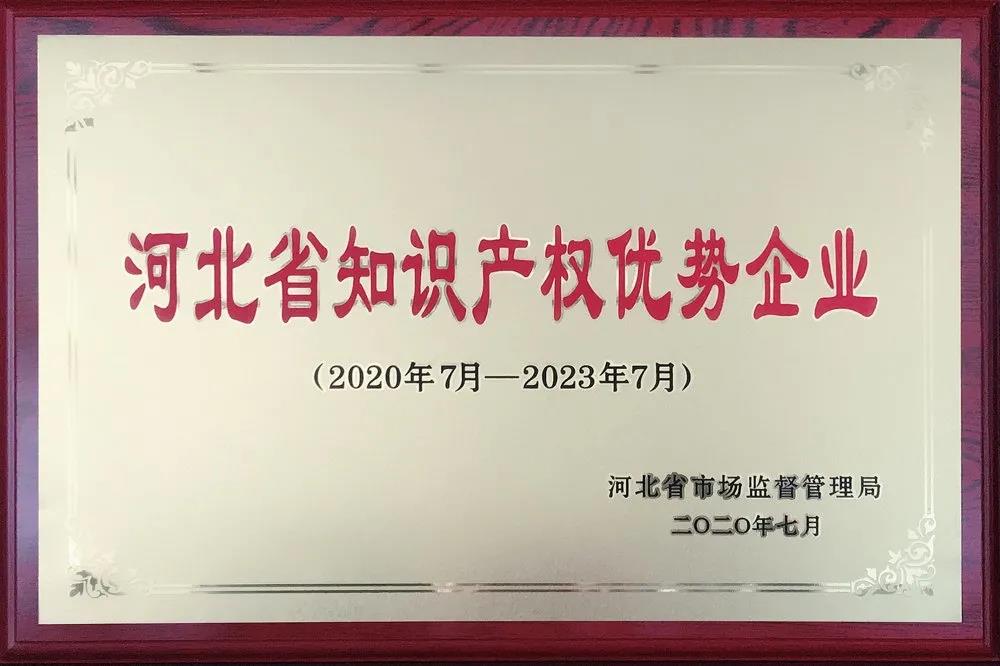 河北省知识产权优势企业
(2020年7月—2023年7月)
河北省市场监督管理局
二〇二〇年七月